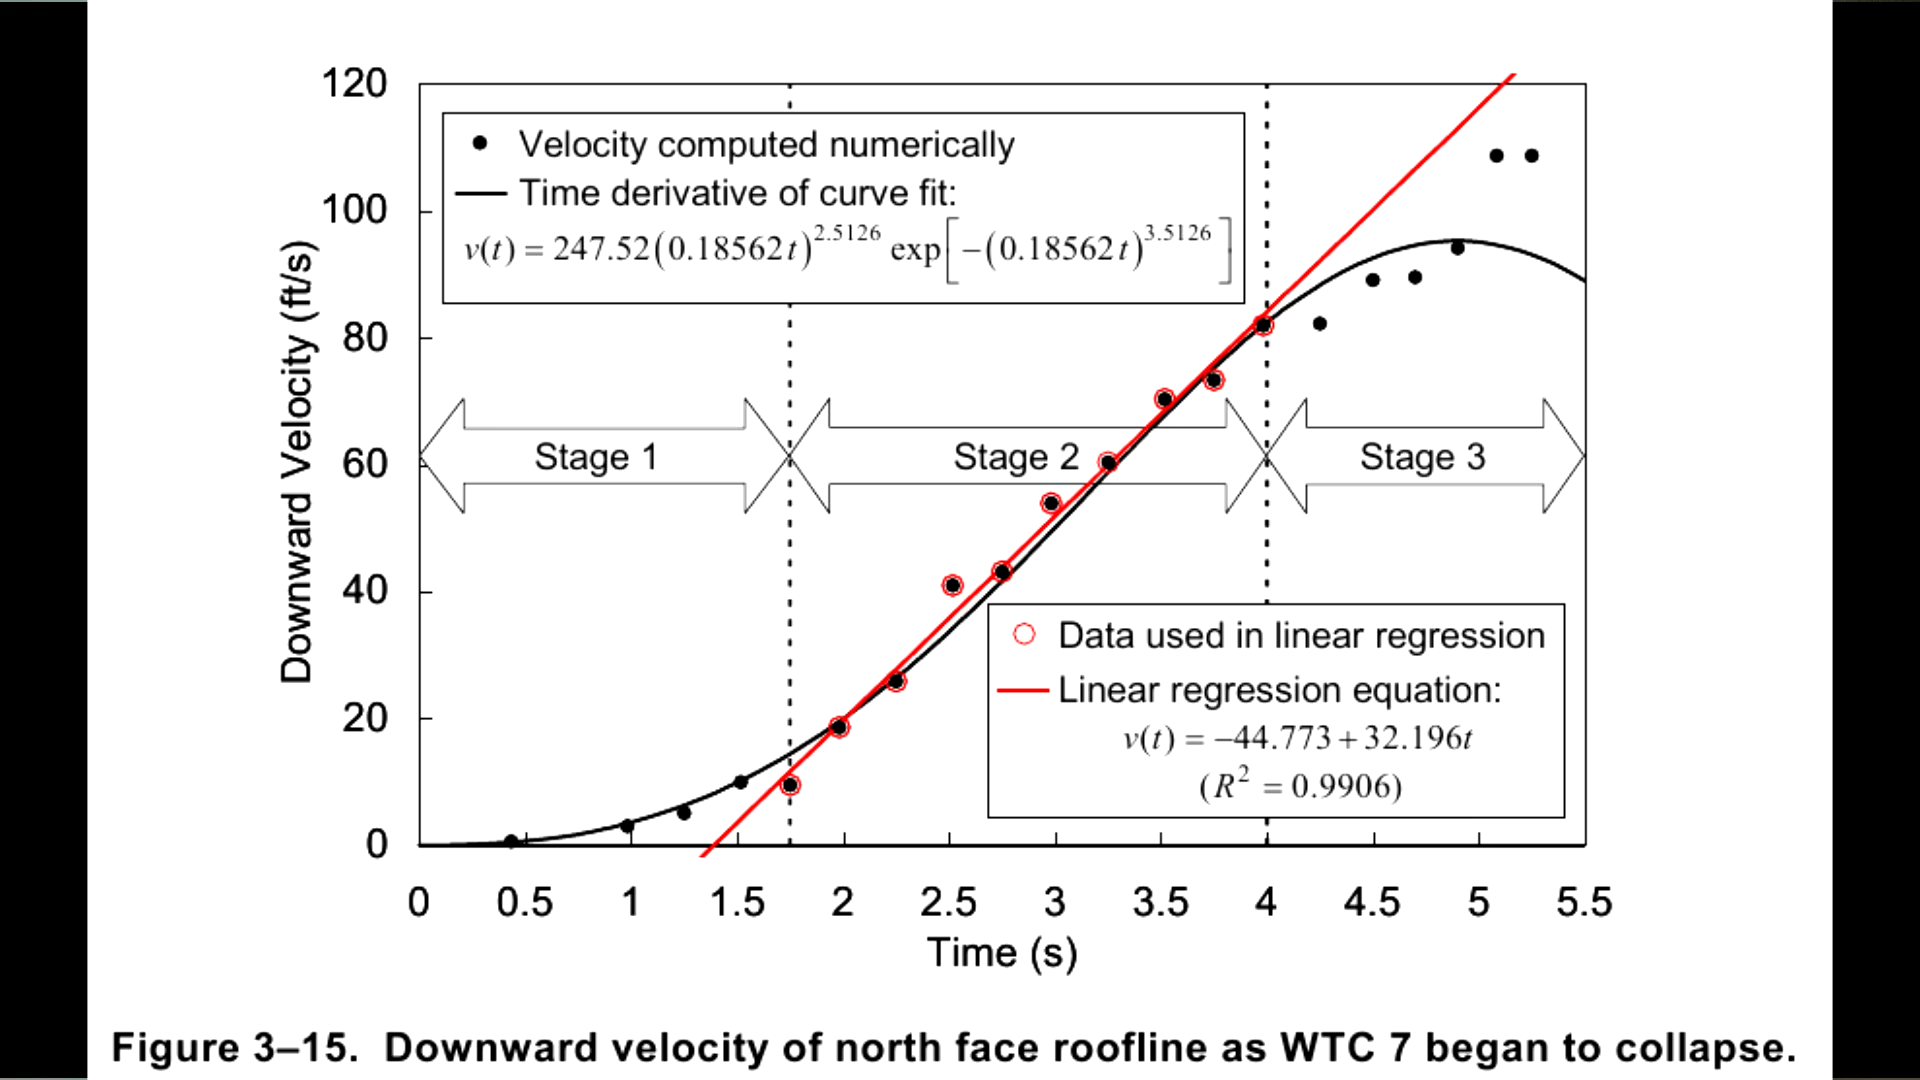 120
100
80
60
40
20
0
Downward Velocity (ft/s)
Velocity computed numerically
Time derivative of curve fit:
v(t) = 247.52(0.18562t)^2.5126 exp[−(0.18562t)^3.5126]
Stage 1
Stage 2
Stage 3
Data used in linear regression
Linear regression equation:
v(t) = −44.773 + 32.196t
(R² = 0.9906)
0 0.5 1 1.5 2 2.5 3 3.5 4 4.5 5 5.5
Time (s)
Figure 3–15. Downward velocity of north face roofline as WTC 7 began to collapse.